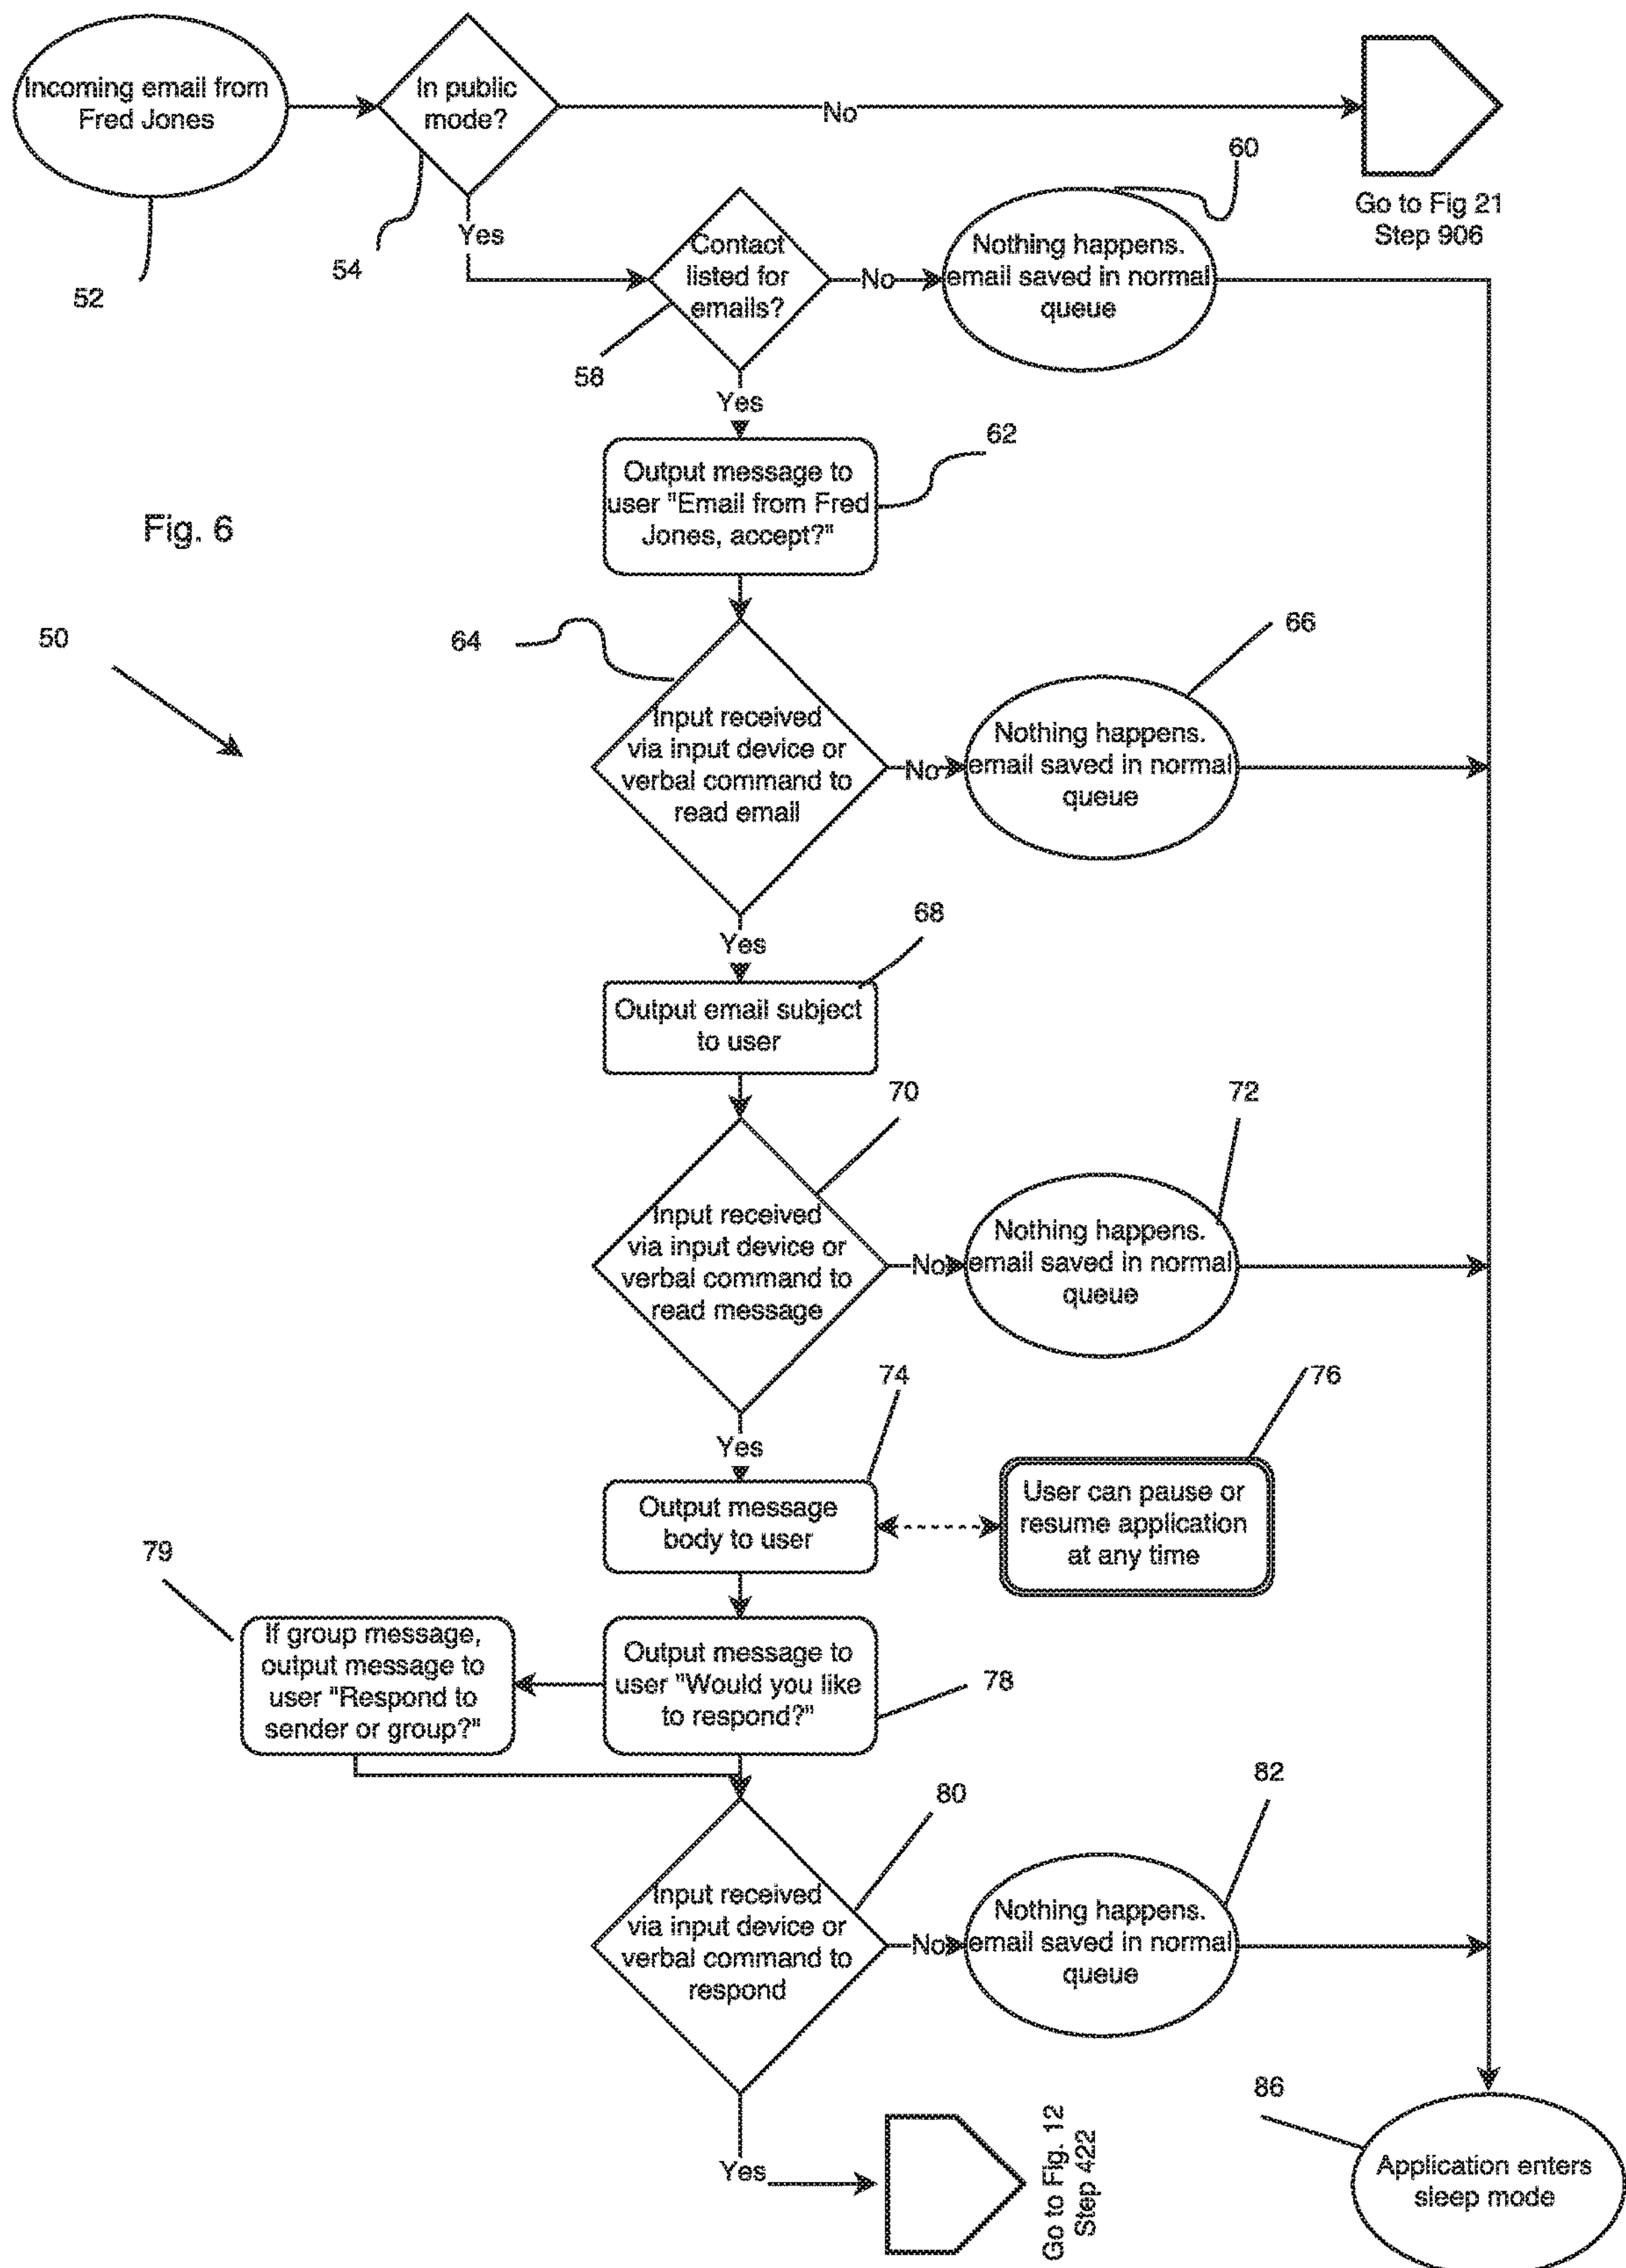 Incoming email from
Fred Jones
In public
mode?
No
60
Go to Fig 21
Step 906
52
54
Yes
Contact
listed for
emails?
No
Nothing happens.
email saved in normal
queue
58
Yes
62
Output message to
user "Email from Fred
Jones, accept?"
Fig. 6
50
64
66
Input received
via input device or
verbal command to
read email
No
Nothing happens.
email saved in normal
queue
Yes
68
Output email subject
to user
70
72
Input received
via input device or
verbal command to
read message
No
Nothing happens.
email saved in normal
queue
74
76
Yes
Output message
body to user
User can pause or
resume application
at any time
79
If group message,
output message to
user "Respond to
sender or group?"
Output message to
user "Would you like
to respond?"
78
80
82
Input received
via input device or
verbal command to
respond
No
Nothing happens.
email saved in normal
queue
86
Yes
Go to Fig. 12
Step 422
Application enters
sleep mode